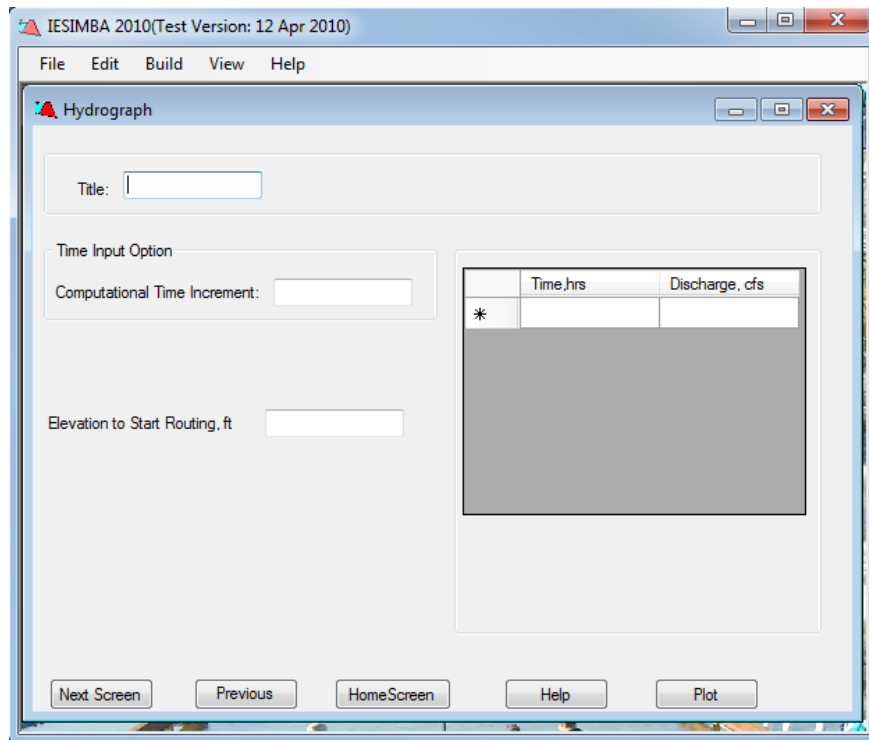 IESIMBA 2010(Test Version: 12 Apr 2010)
File Edit Build View Help
Hydrograph
Title:
Time Input Option
Computational Time Increment:
Time,hrs Discharge, cfs
*
Elevation to Start Routing, ft
Next Screen Previous HomeScreen Help Plot